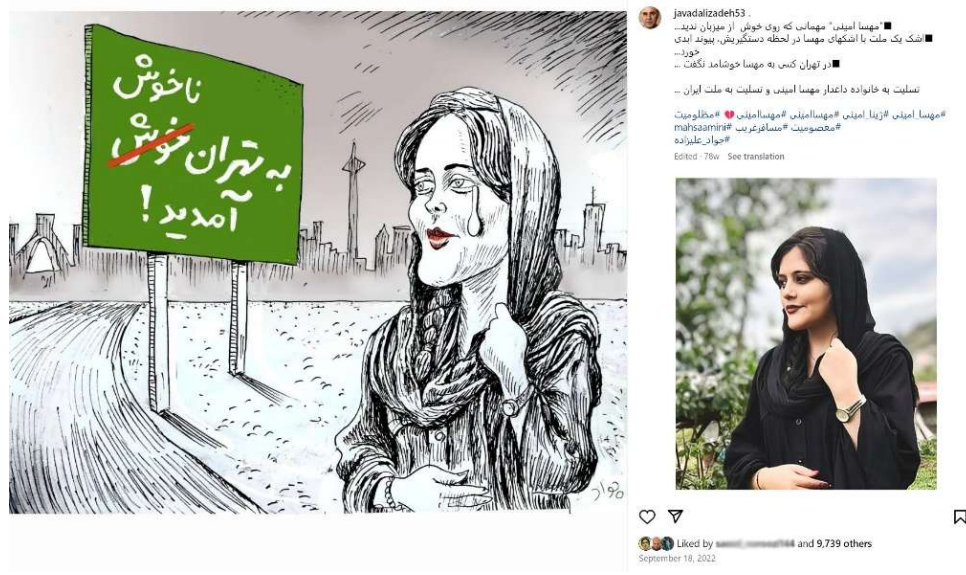 ناخوش
به تهران خوش
آمدید!
جواد
javadalizadeh53 .
■"مهسا امینی" مهمانی که روی خوش از میزبان ندید...
■اشک یک ملت با اشکهای مهسا در لحظه دستگیریش، پیوند ابدی
خورد...
■در تهران کسی به مهسا خوشامد نگفت ...
تسلیت به خانواده داغدار مهسا امینی و تسلیت به ملت ایران ...
#مهسا_امینی #ژینا_امینی #مهساامینی #مهساامینی 💔 #مظلومیت
#معصومیت #مسافرغریب #mahsaamini
#جواد_علیزاده
Edited · 78w See translation
Liked by and 9,739 others
September 18, 2022